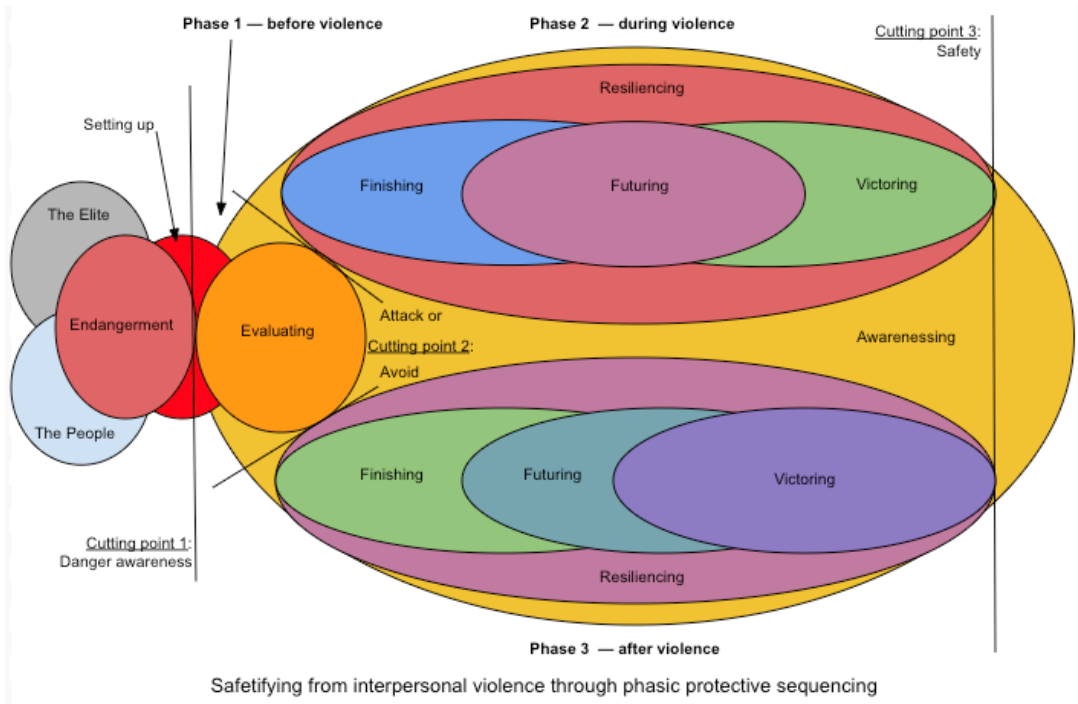 Phase 1 — before violence
Phase 2 — during violence
Cutting point 3:
Safety
Resiliencing
Setting up
Finishing
Futuring
Victoring
The Elite
Endangerment
Evaluating
Attack or
Cutting point 2:
Avoid
Awarenessing
The People
Finishing
Futuring
Victoring
Cutting point 1:
Danger awareness
Resiliencing
Phase 3 — after violence
Safetifying from interpersonal violence through phasic protective sequencing